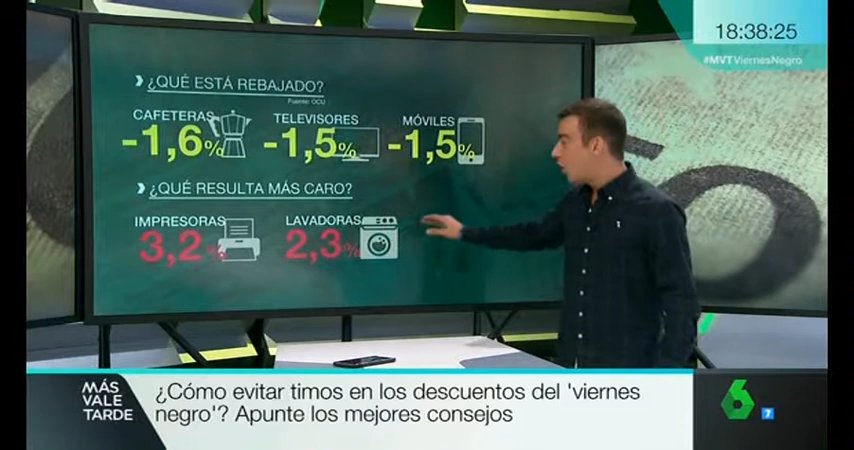 18:38:25
#MVTViernesNegro
¿QUÉ ESTÁ REBAJADO?
Fuente: OCU
CAFETERAS
-1,6%
TELEVISORES
-1,5%
MÓVILES
-1,5%
¿QUÉ RESULTA MÁS CARO?
IMPRESORAS
3,2%
LAVADORAS
2,3%
MÁS
VALE
TARDE
¿Cómo evitar timos en los descuentos del 'viernes
negro'? Apunte los mejores consejos
6
7